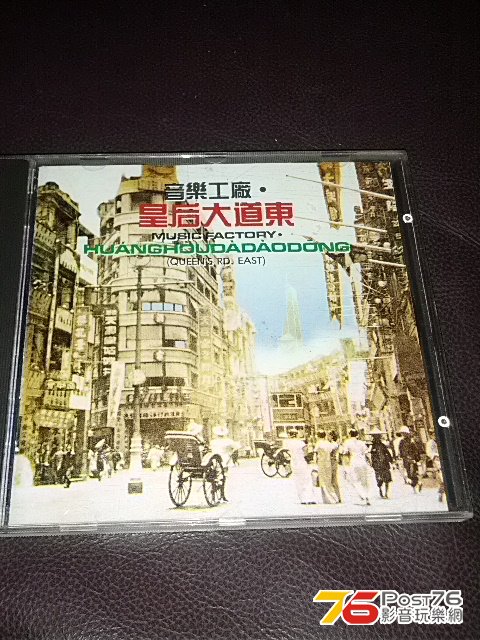 音樂工廠·
皇后大道東
MUSIC FACTORY·
HUANGHOUDADAODONG
(QUEEN'S RD. EAST)
76 Post76
影音玩樂網